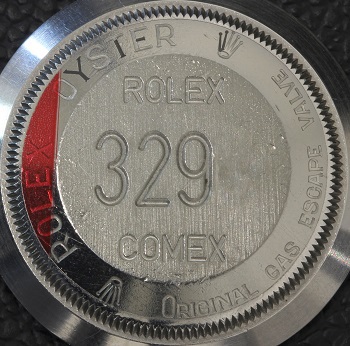 ROLEX OYSTER
ORIGINAL GAS ESCAPE VALVE
ROLEX
329
COMEX